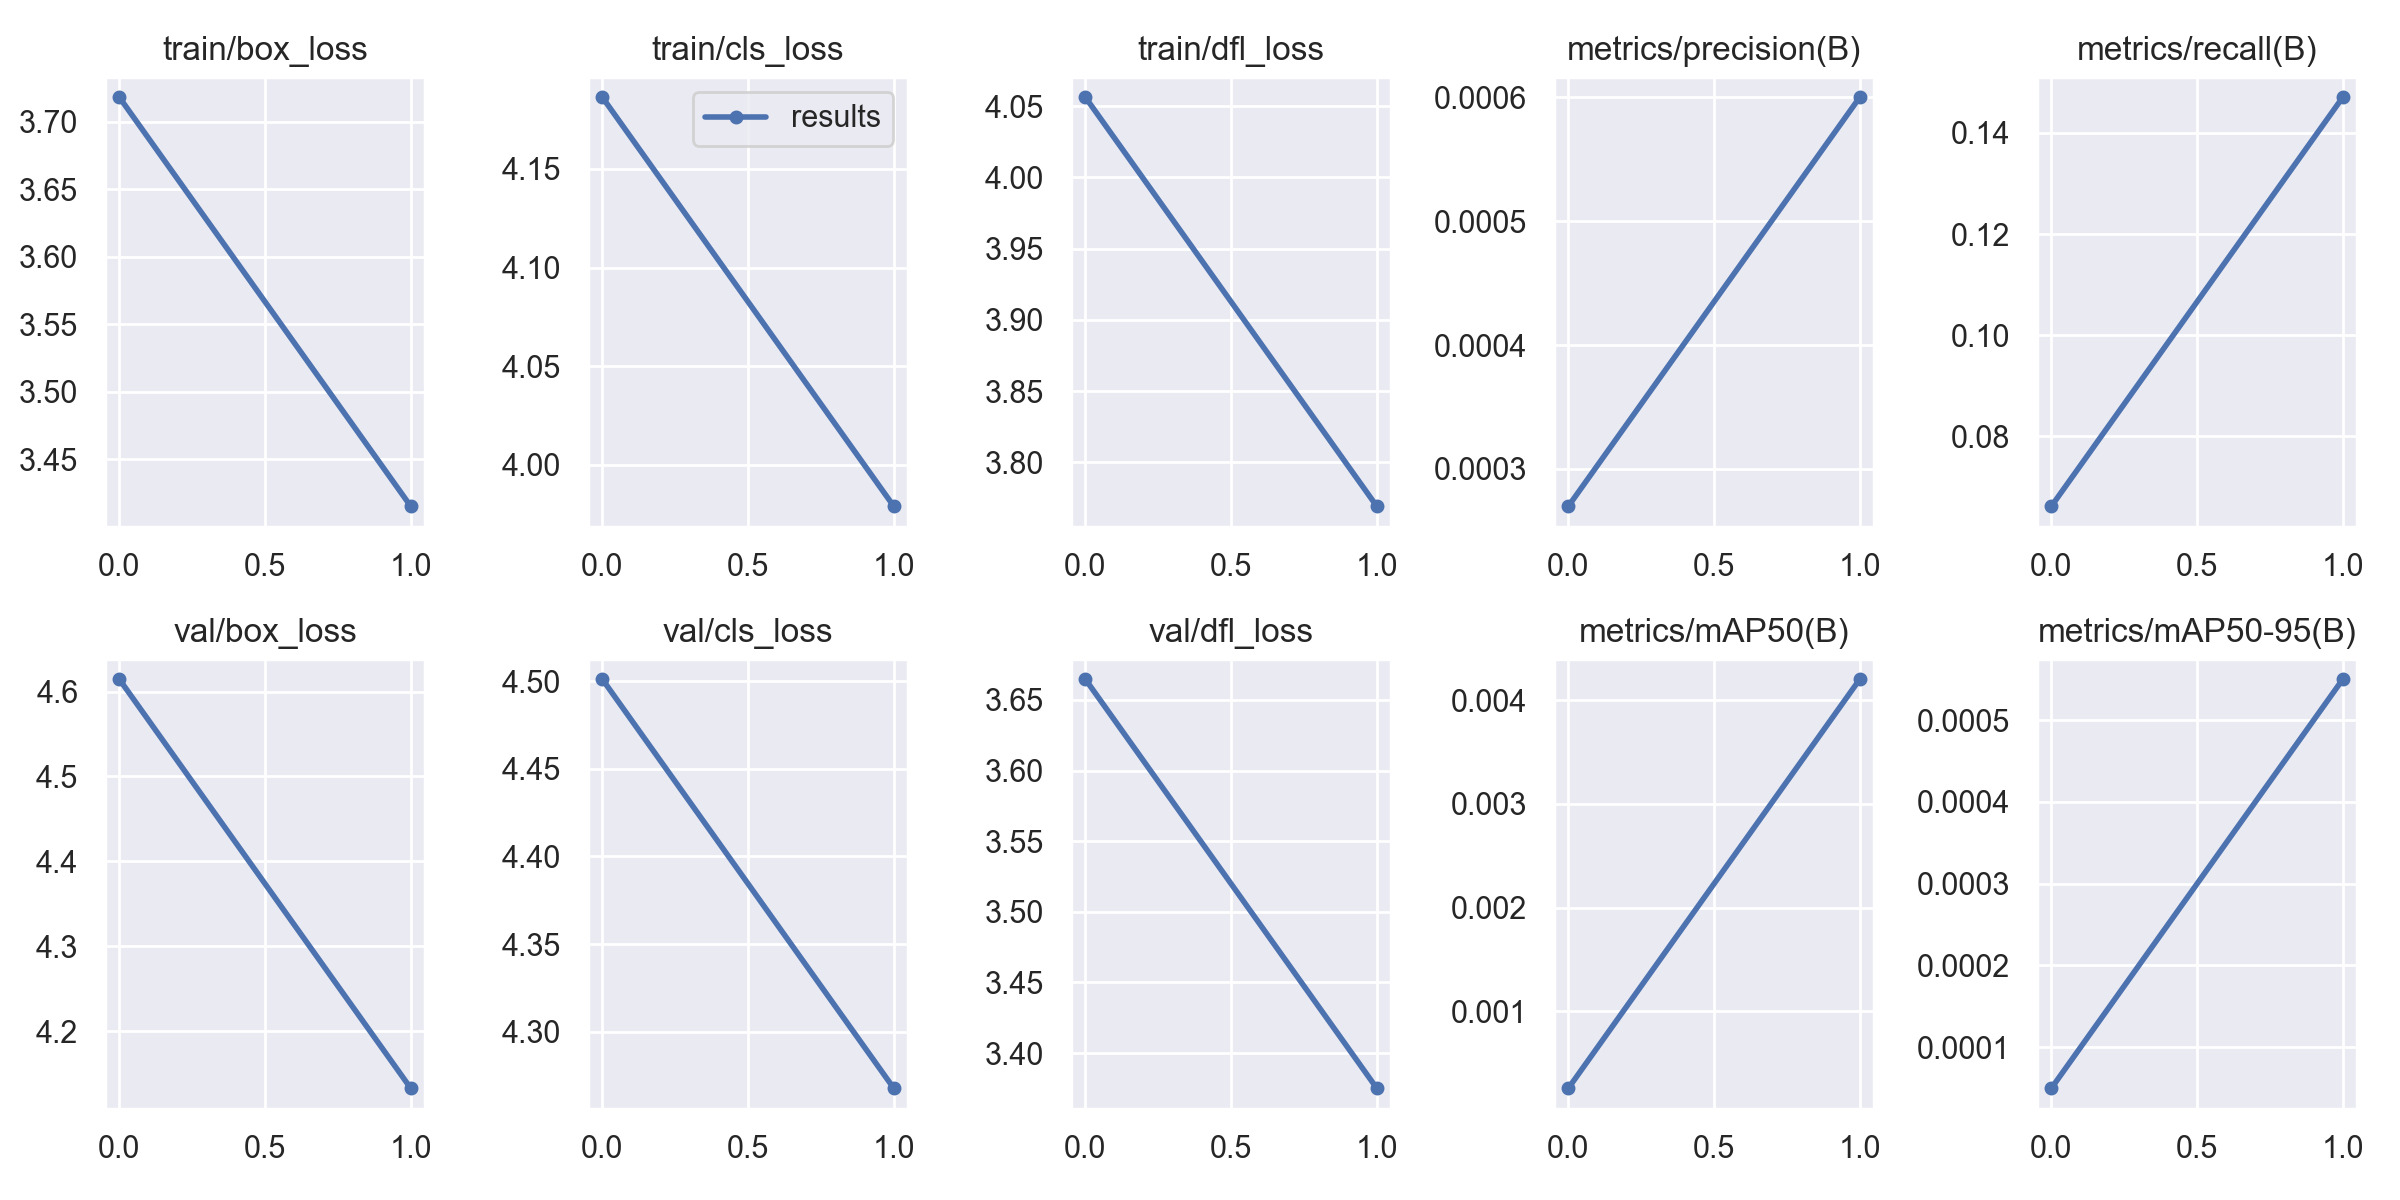 train/box_loss
3.70
3.65
3.60
3.55
3.50
3.45
0.0 0.5 1.0
train/cls_loss
results
4.15
4.10
4.05
4.00
0.0 0.5 1.0
train/dfl_loss
4.05
4.00
3.95
3.90
3.85
3.80
0.0 0.5 1.0
metrics/precision(B)
0.0006
0.0005
0.0004
0.0003
0.0 0.5 1.0
metrics/recall(B)
0.14
0.12
0.10
0.08
0.0 0.5 1.0
val/box_loss
4.6
4.5
4.4
4.3
4.2
0.0 0.5 1.0
val/cls_loss
4.50
4.45
4.40
4.35
4.30
0.0 0.5 1.0
val/dfl_loss
3.65
3.60
3.55
3.50
3.45
3.40
0.0 0.5 1.0
metrics/mAP50(B)
0.004
0.003
0.002
0.001
0.0 0.5 1.0
metrics/mAP50-95(B)
0.0005
0.0004
0.0003
0.0002
0.0001
0.0 0.5 1.0